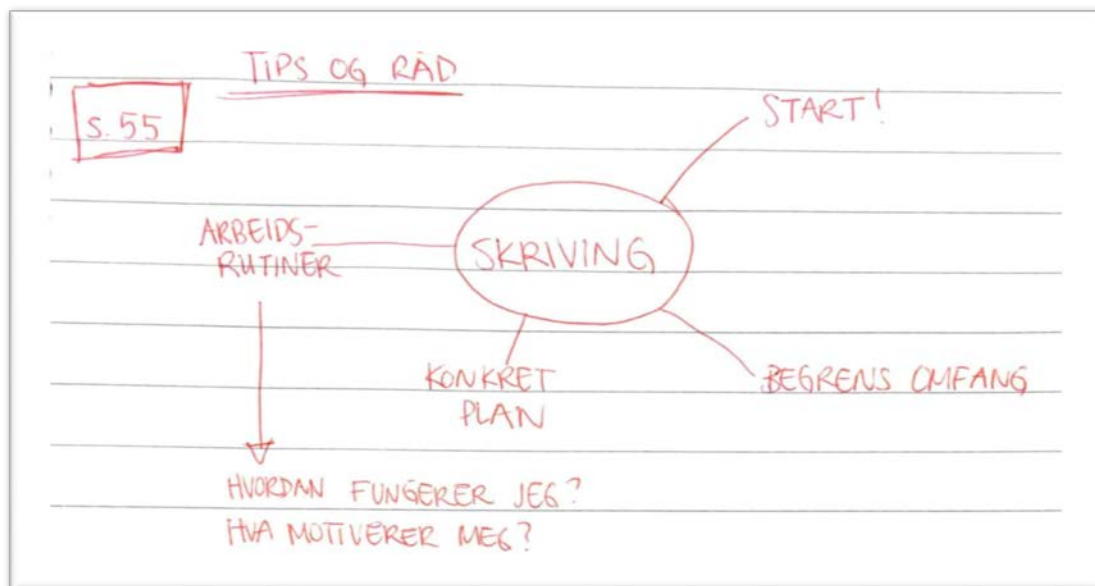 TIPS OG RÅD
s. 55
START!
SKRIVING
ARBEIDS-
RUTINER
KONKRET
PLAN
BEGRENS OMFANG
HVORDAN FUNGERER JEG?
HVA MOTIVERER MEG?